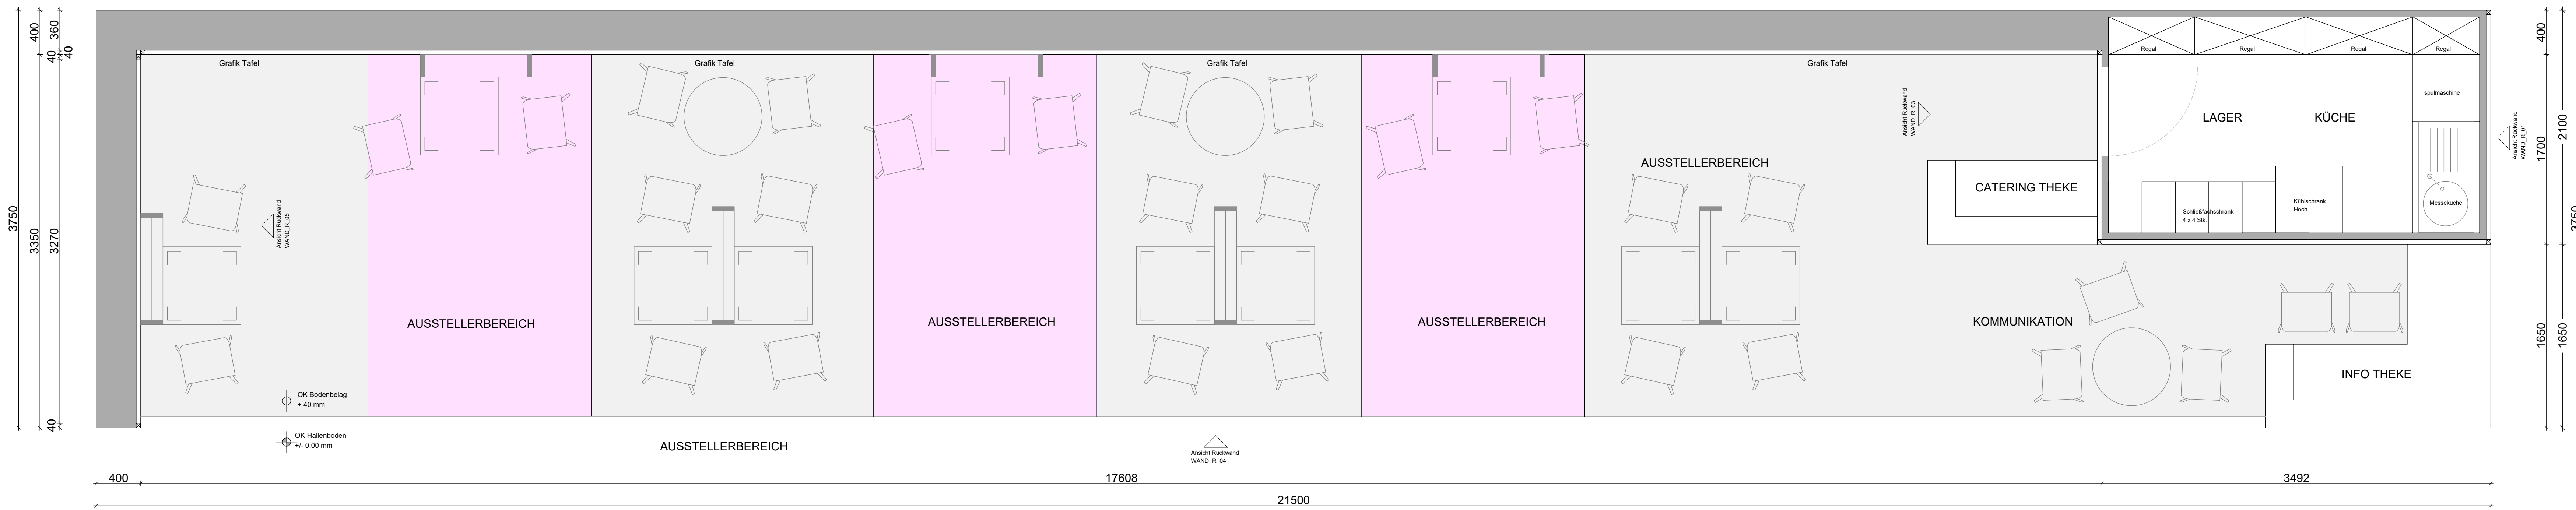 400
360
40
40
3750
3350
3270
40
Grafik Tafel
Grafik Tafel
Grafik Tafel
Grafik Tafel
Regal
Regal
Regal
Regal
400
spülmaschine
LAGER
KÜCHE
Ansicht Rückwand
WAND_R_03
Ansicht Rückwand
WAND_R_01
1700
2100
AUSSTELLERBEREICH
CATERING THEKE
Schließfachschrank
4 x 4 Stk.
Kühlschrank
Hoch
Messeküche
3750
Ansicht Rückwand
WAND_R_05
AUSSTELLERBEREICH
AUSSTELLERBEREICH
AUSSTELLERBEREICH
KOMMUNIKATION
1650
1650
INFO THEKE
OK Bodenbelag
+ 40 mm
OK Hallenboden
+/- 0.00 mm
AUSSTELLERBEREICH
Ansicht Rückwand
WAND_R_04
400
17608
3492
21500